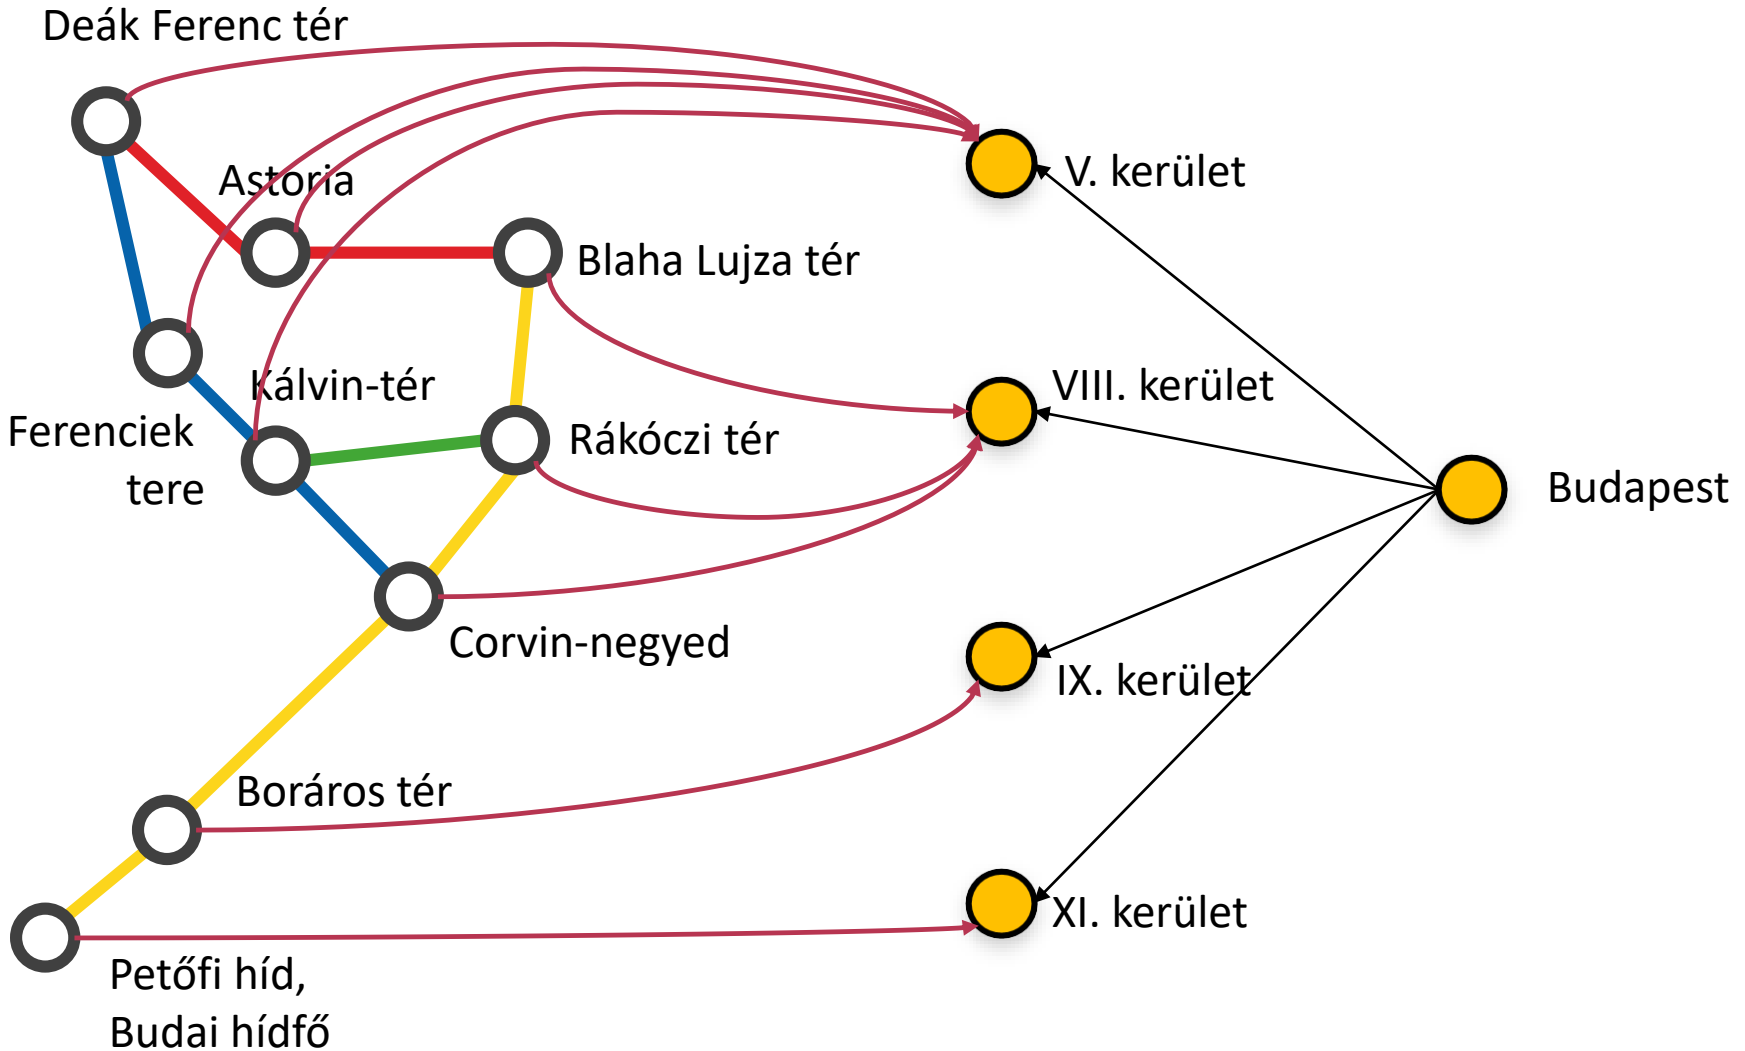 Deák Ferenc tér
Astoria
V. kerület
Blaha Lujza tér
Kálvin-tér
VIII. kerület
Ferenciek
tere
Rákóczi tér
Budapest
Corvin-negyed
IX. kerület
Boráros tér
XI. kerület
Petőfi híd,
Budai hídfő